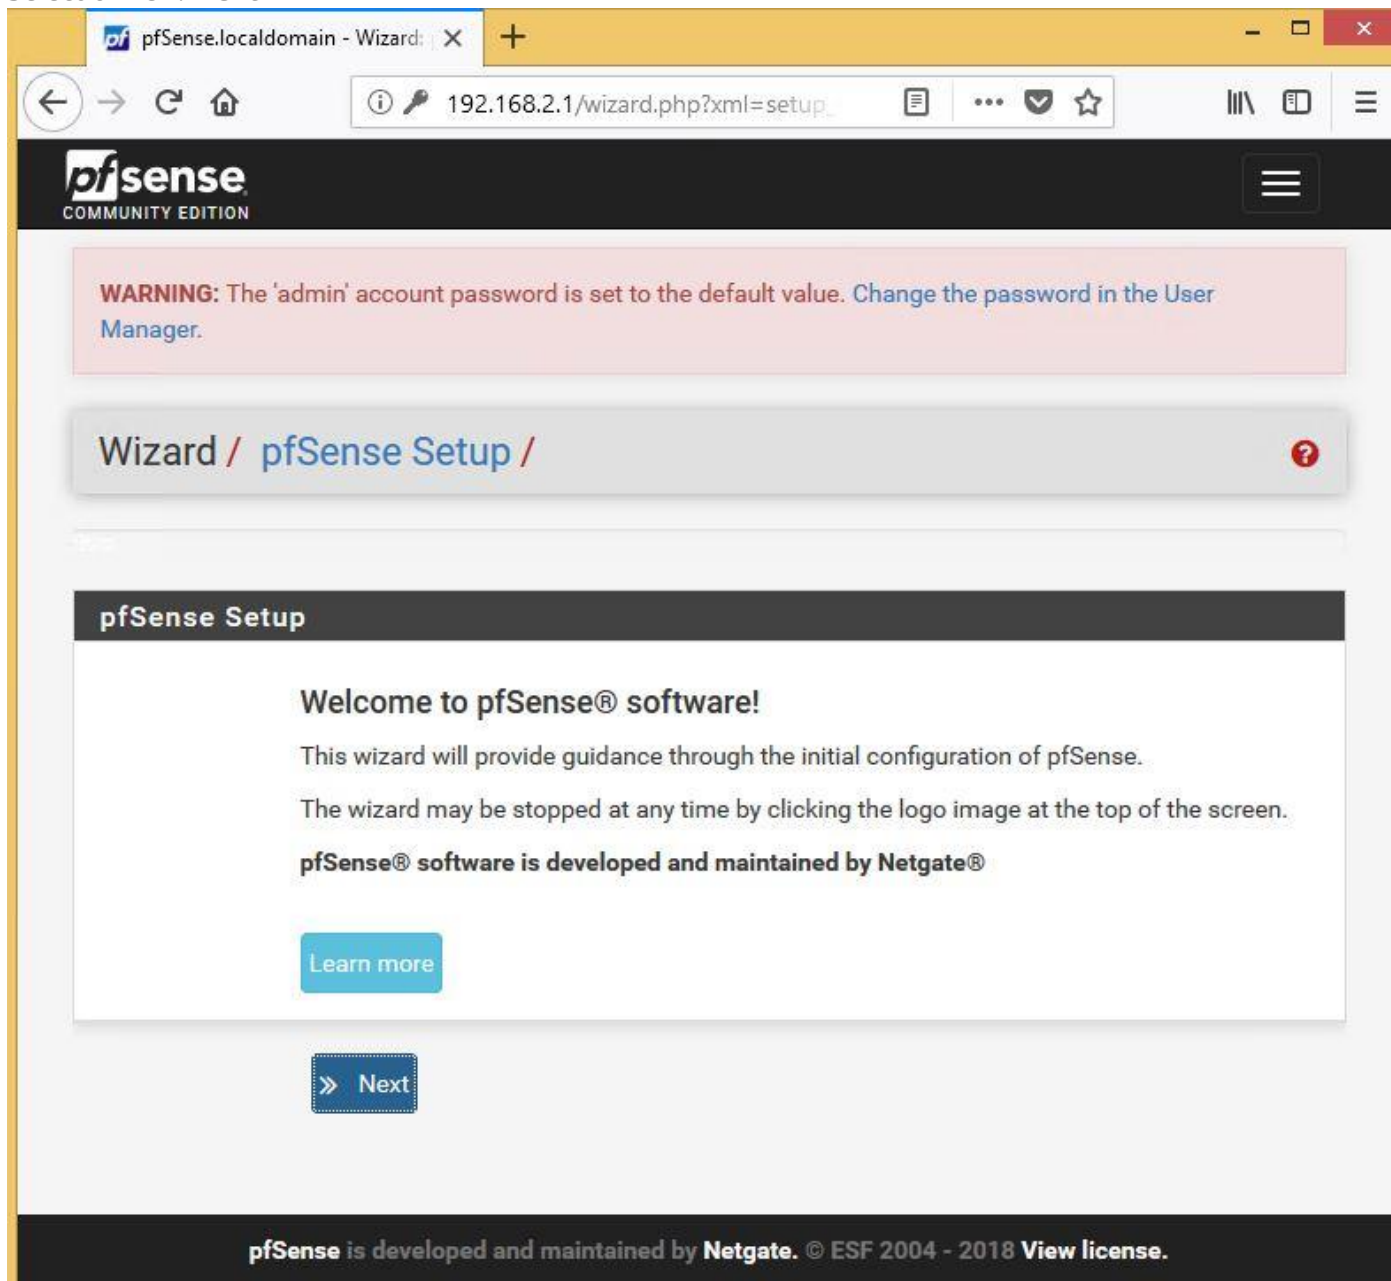 pfSense.localdomain - Wizard:
192.168.2.1/wizard.php?xml=setup_
pfsense
COMMUNITY EDITION
WARNING: The 'admin' account password is set to the default value. Change the password in the User
Manager.
Wizard / pfSense Setup /
pfSense Setup
Welcome to pfSense® software!
This wizard will provide guidance through the initial configuration of pfSense.
The wizard may be stopped at any time by clicking the logo image at the top of the screen.
pfSense® software is developed and maintained by Netgate®
Learn more
Next
pfSense is developed and maintained by Netgate. © ESF 2004 - 2018 View license.